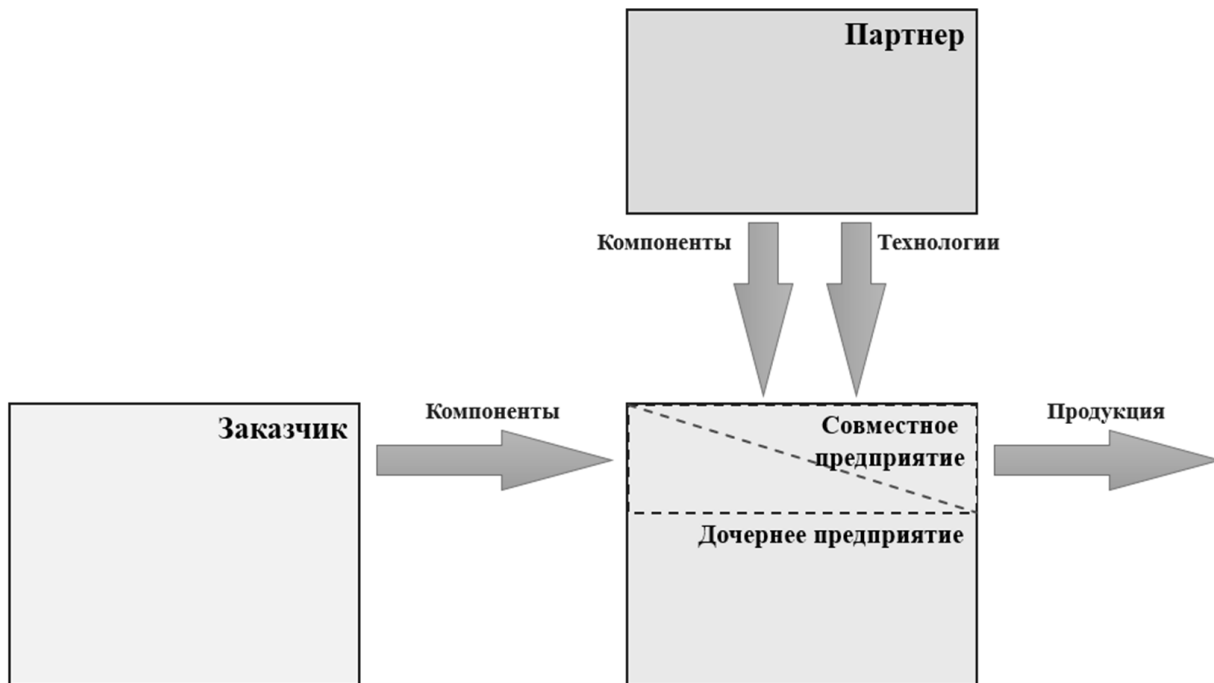 Партнер
Компоненты
Технологии
Заказчик
Компоненты
Совместное
предприятие
Продукция
Дочернее предприятие